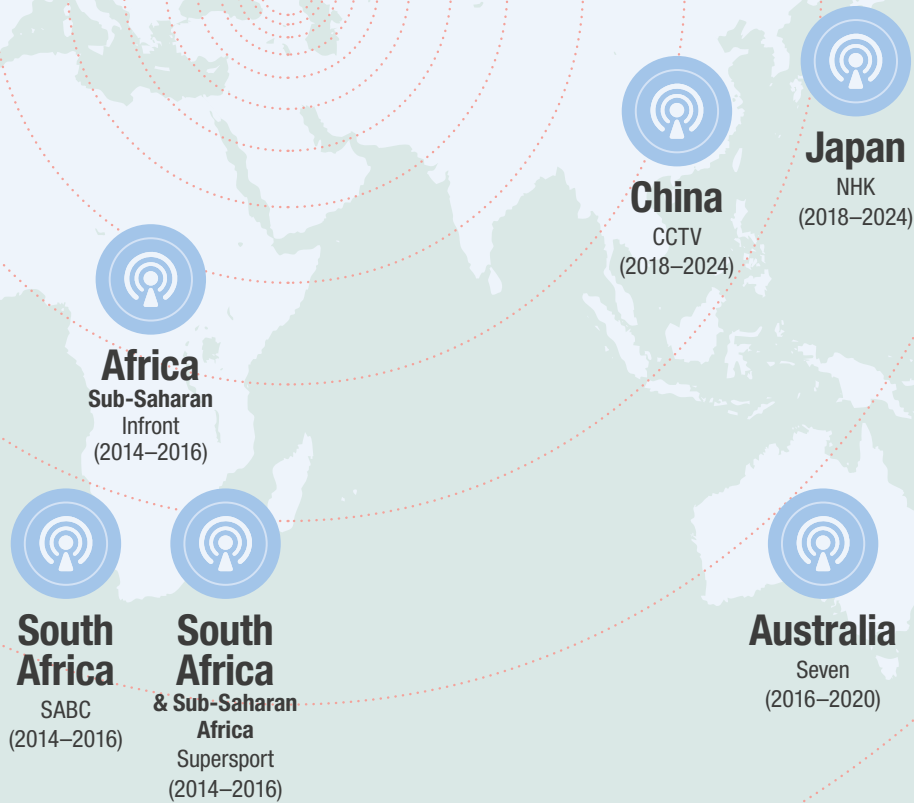 Japan
NHK
(2018–2024)
China
CCTV
(2018–2024)
Africa
Sub-Saharan
Infront
(2014–2016)
South
Africa
SABC
(2014–2016)
South
Africa
& Sub-Saharan
Africa
Supersport
(2014–2016)
Australia
Seven
(2016–2020)